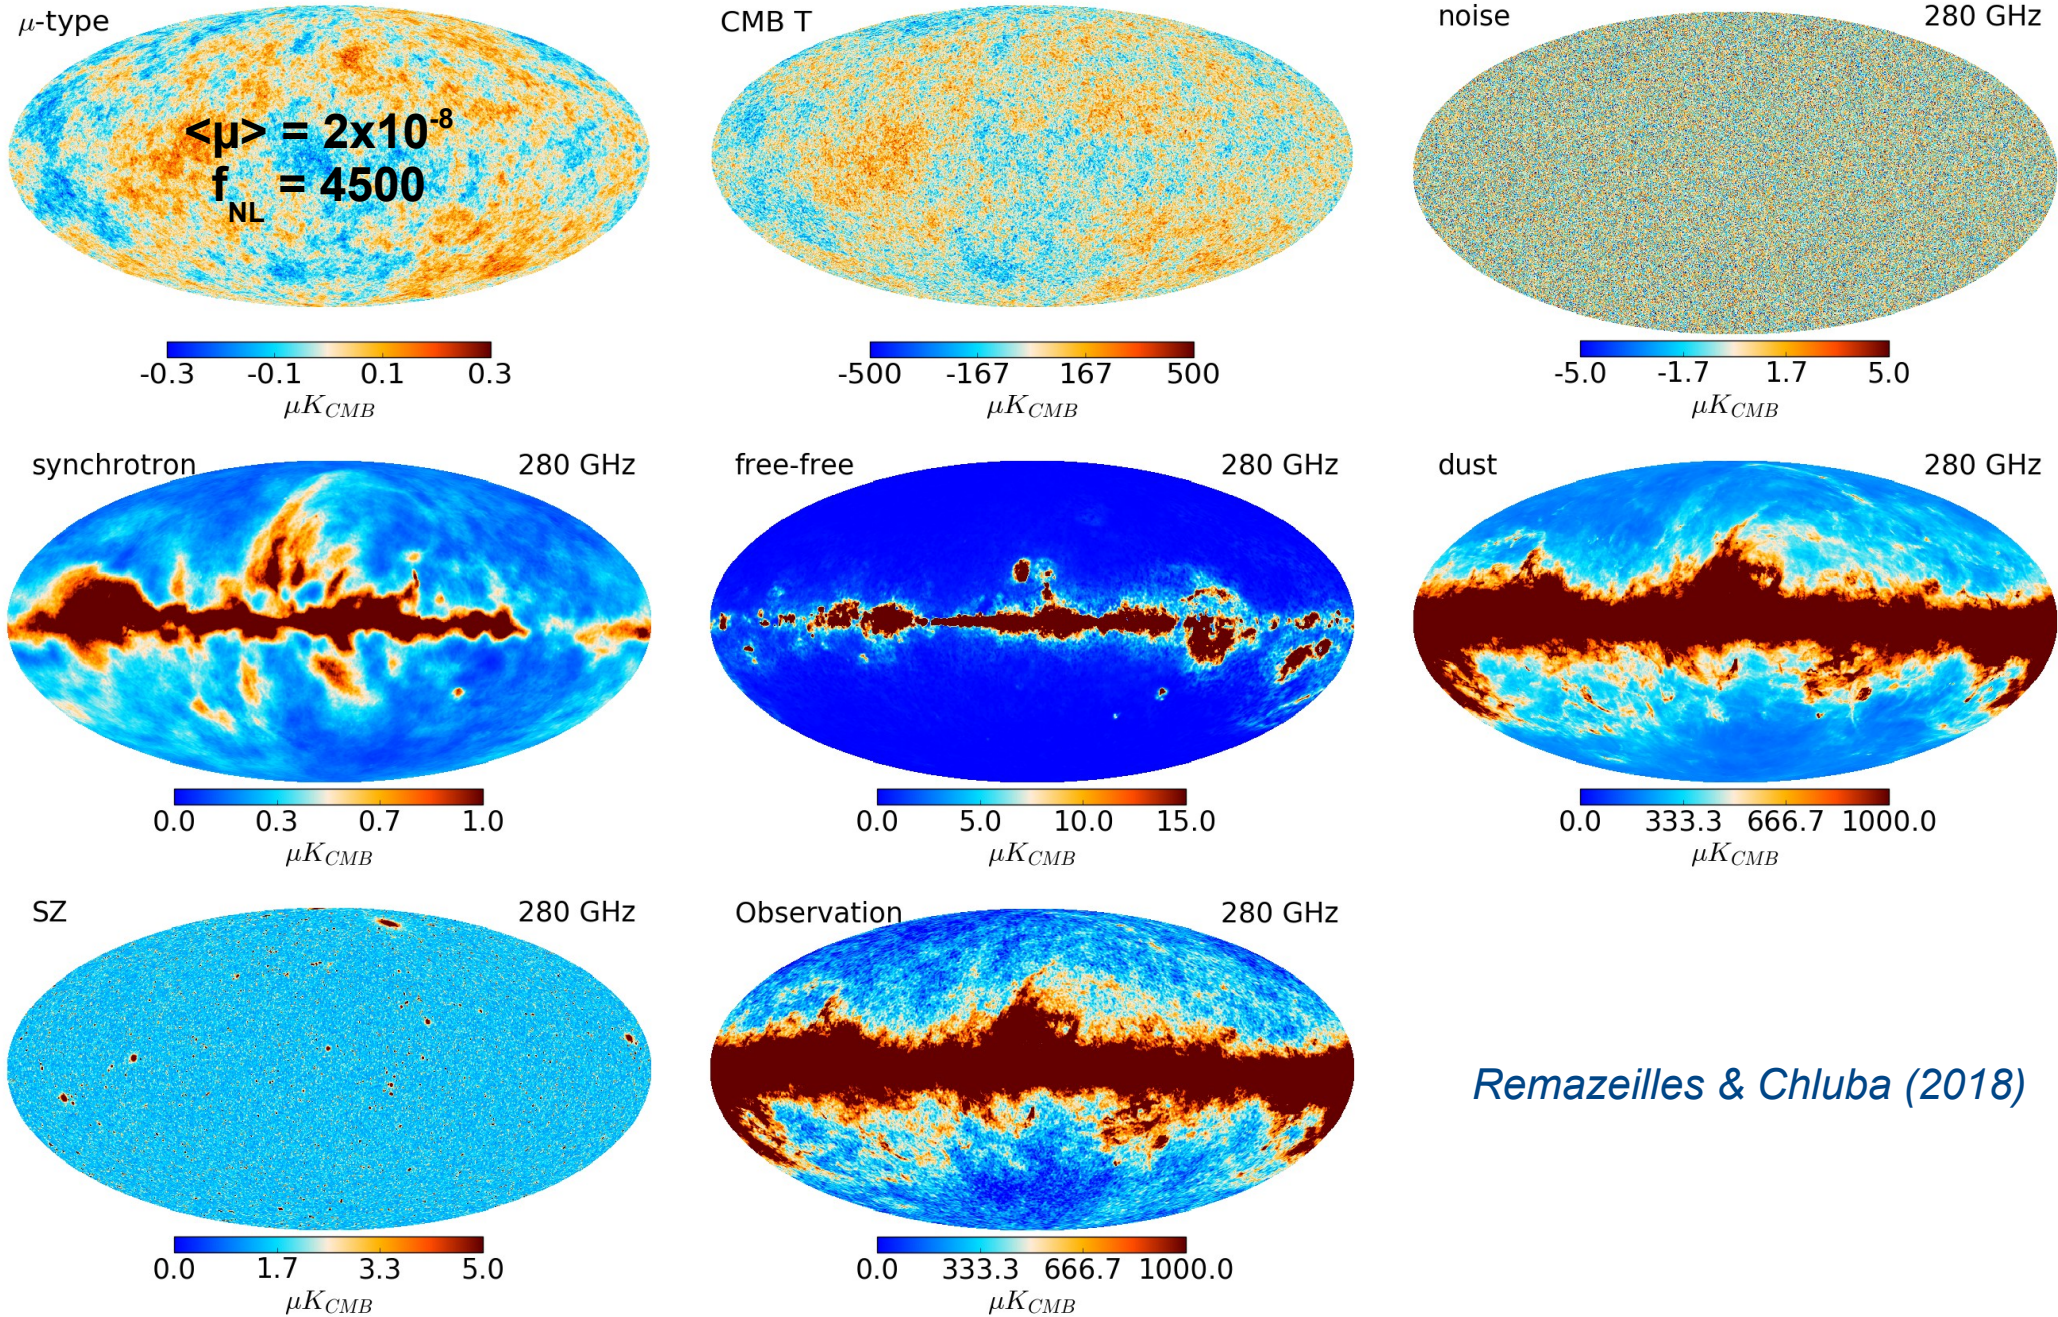 μ-type
<μ> = 2x10⁻⁸
f_NL = 4500
-0.3 -0.1 0.1 0.3
μK_CMB
CMB T
-500 -167 167 500
μK_CMB
noise 280 GHz
-5.0 -1.7 1.7 5.0
μK_CMB
synchrotron 280 GHz
0.0 0.3 0.7 1.0
μK_CMB
free-free 280 GHz
0.0 5.0 10.0 15.0
μK_CMB
dust 280 GHz
0.0 333.3 666.7 1000.0
μK_CMB
SZ 280 GHz
0.0 1.7 3.3 5.0
μK_CMB
Observation 280 GHz
0.0 333.3 666.7 1000.0
μK_CMB
Remazeilles & Chluba (2018)